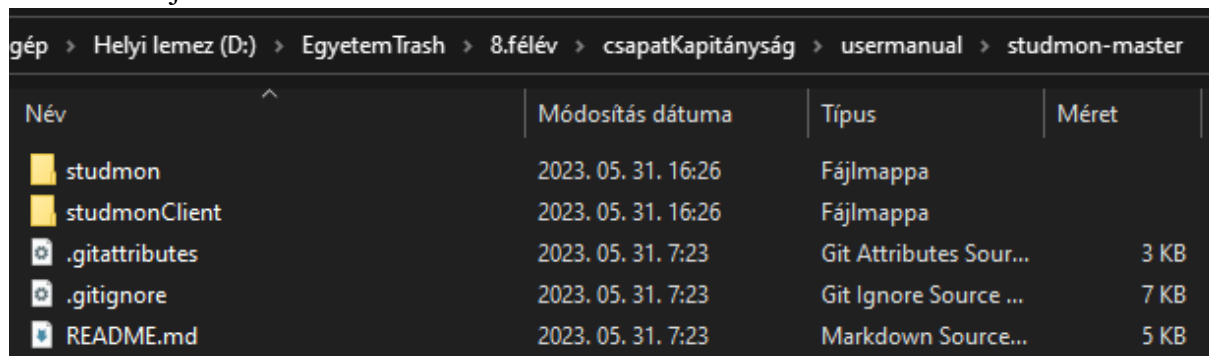 gép > Helyi lemez (D:) > EgyetemTrash > 8.félév > csapatKapitányság > usermanual > studmon-master
Név Módosítás dátuma Típus Méret
studmon 2023. 05. 31. 16:26 Fájlmappa
studmonClient 2023. 05. 31. 16:26 Fájlmappa
.gitattributes 2023. 05. 31. 7:23 Git Attributes Sour... 3 KB
.gitignore 2023. 05. 31. 7:23 Git Ignore Source ... 7 KB
README.md 2023. 05. 31. 7:23 Markdown Source... 5 KB